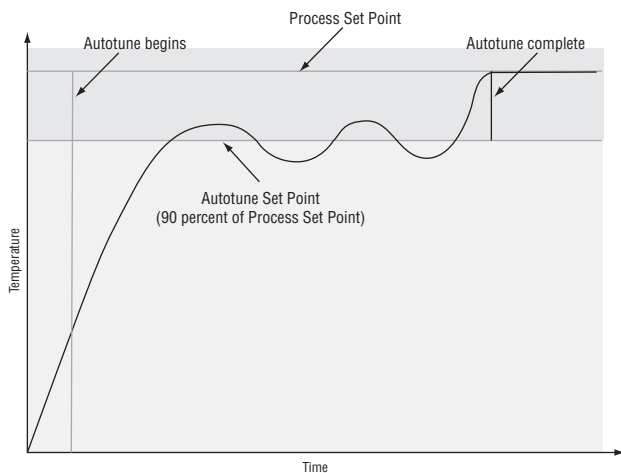 Process Set Point
Autotune begins
Autotune complete
Autotune Set Point
(90 percent of Process Set Point)
Temperature
Time